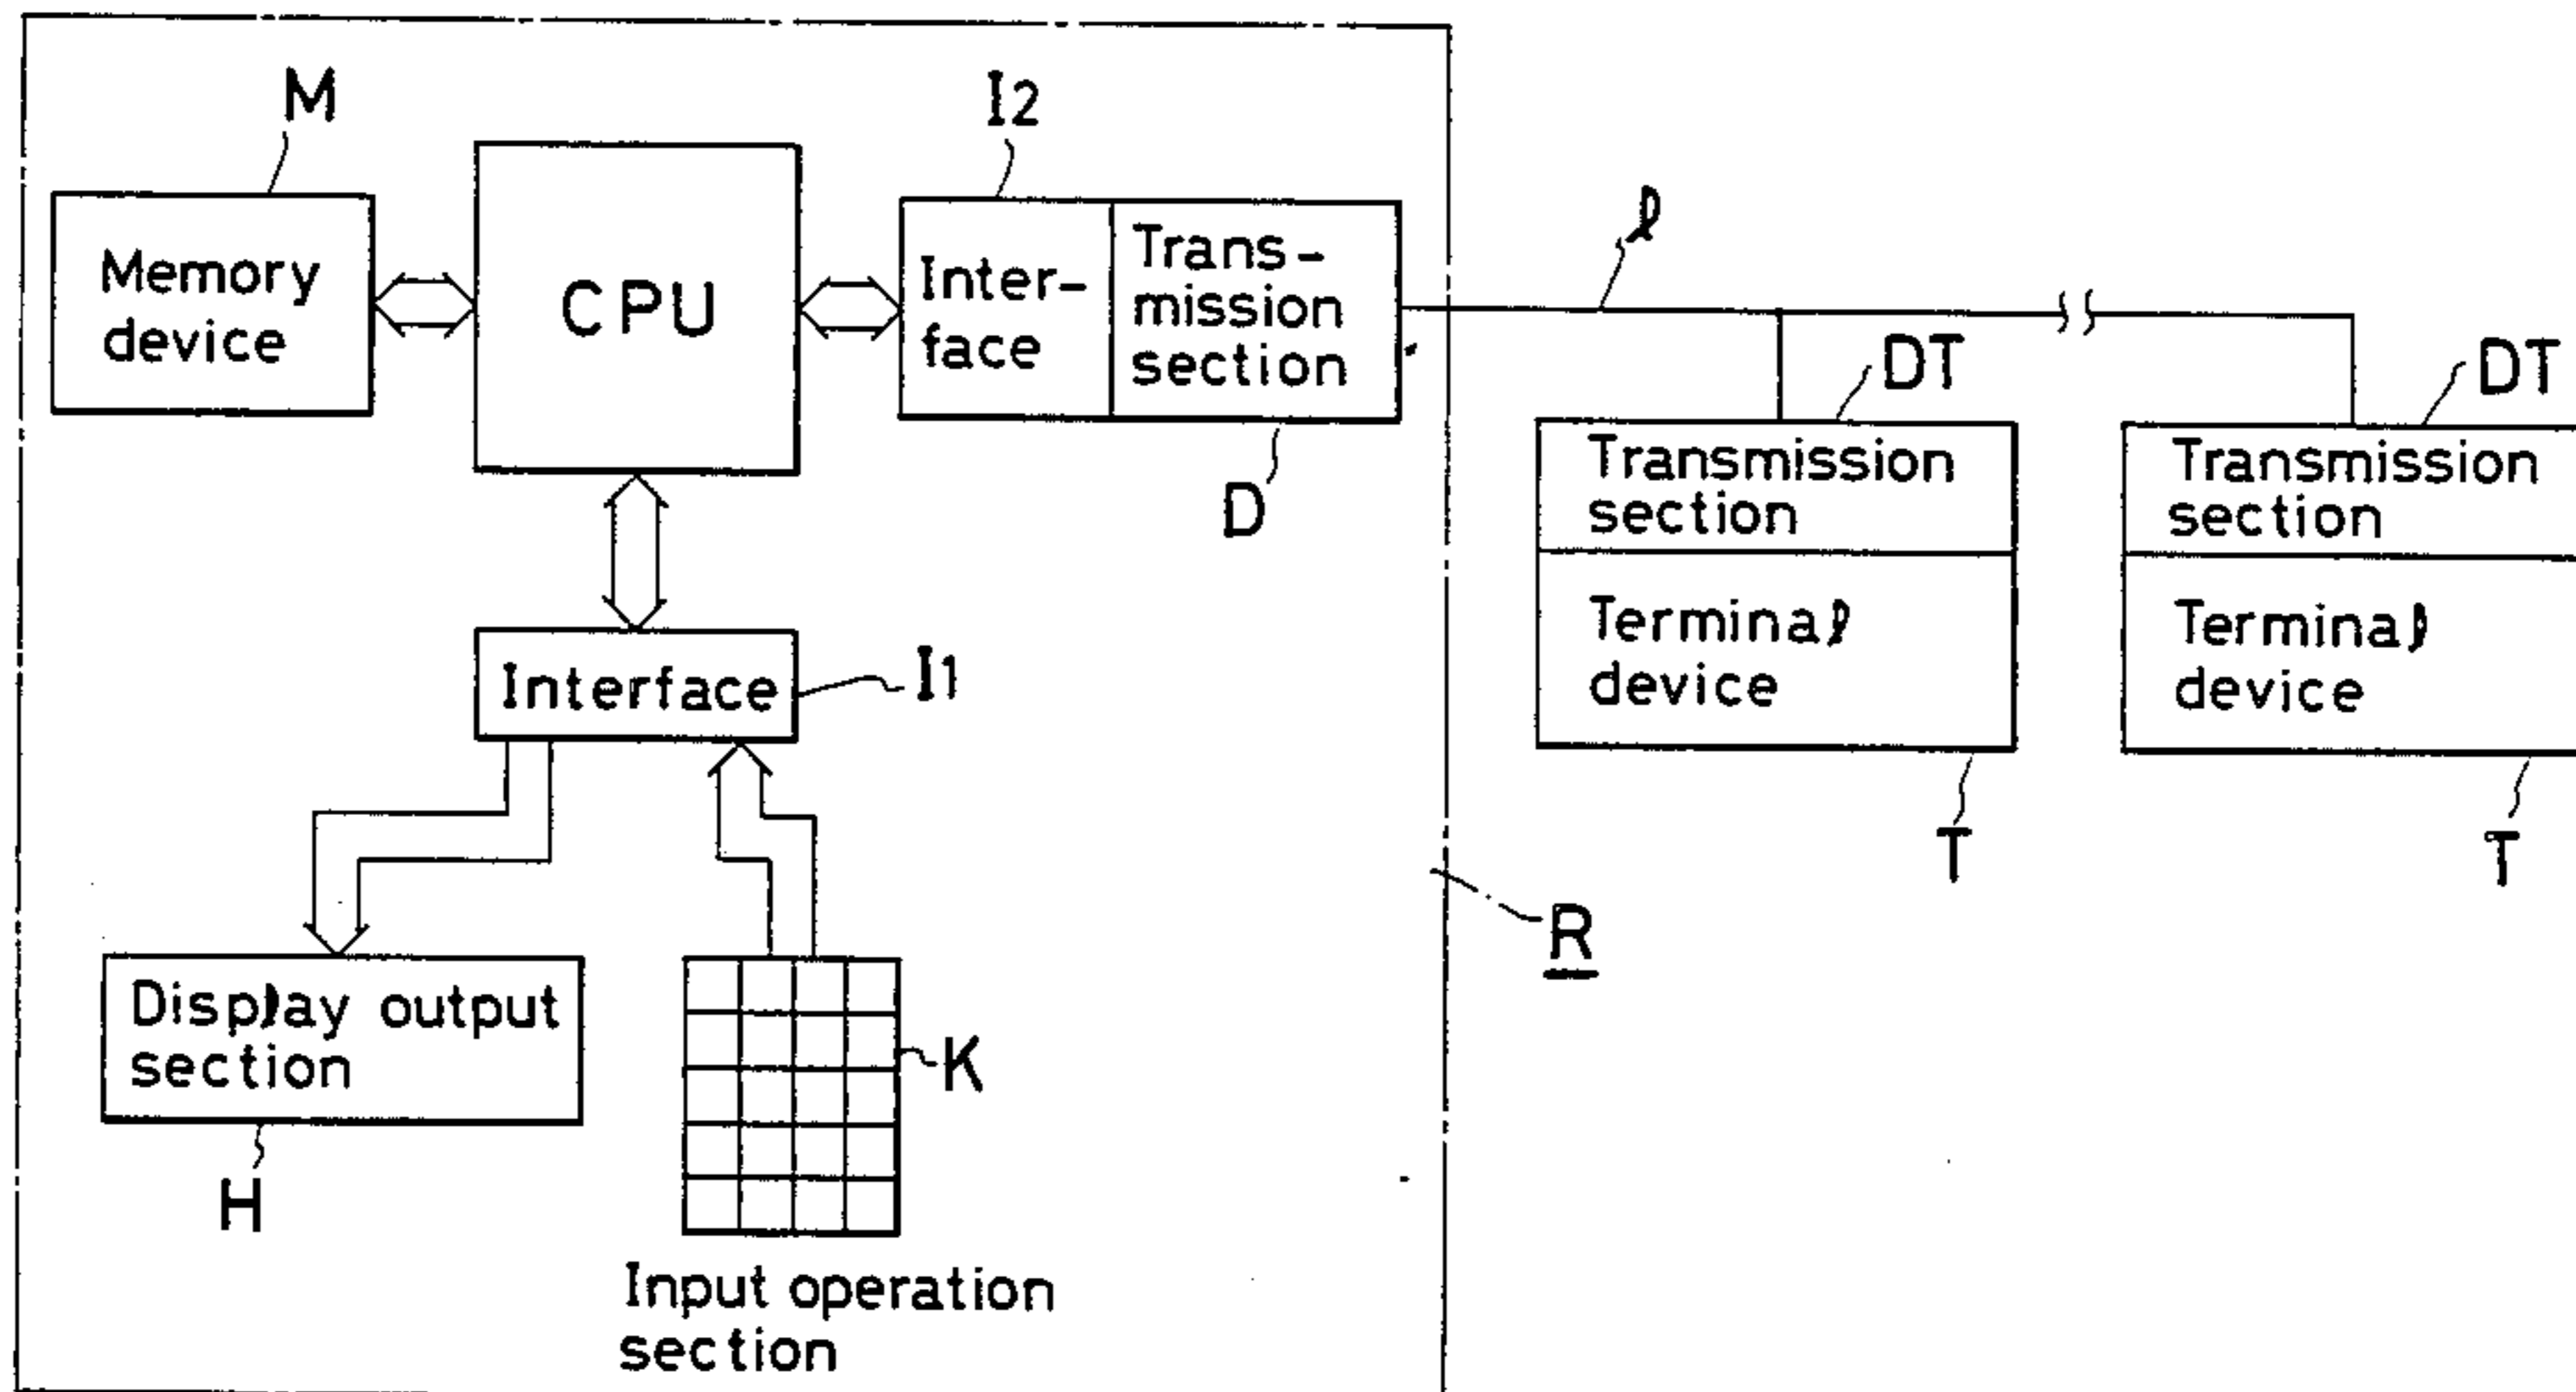 M
I2
Memory
device
CPU
Inter-
face
Trans-
mission
section
D
ℓ
DT
DT
Transmission
section
Terminal
device
T
Transmission
section
Terminal
device
T
Interface
I1
R
Display output
section
H
K
Input operation
section